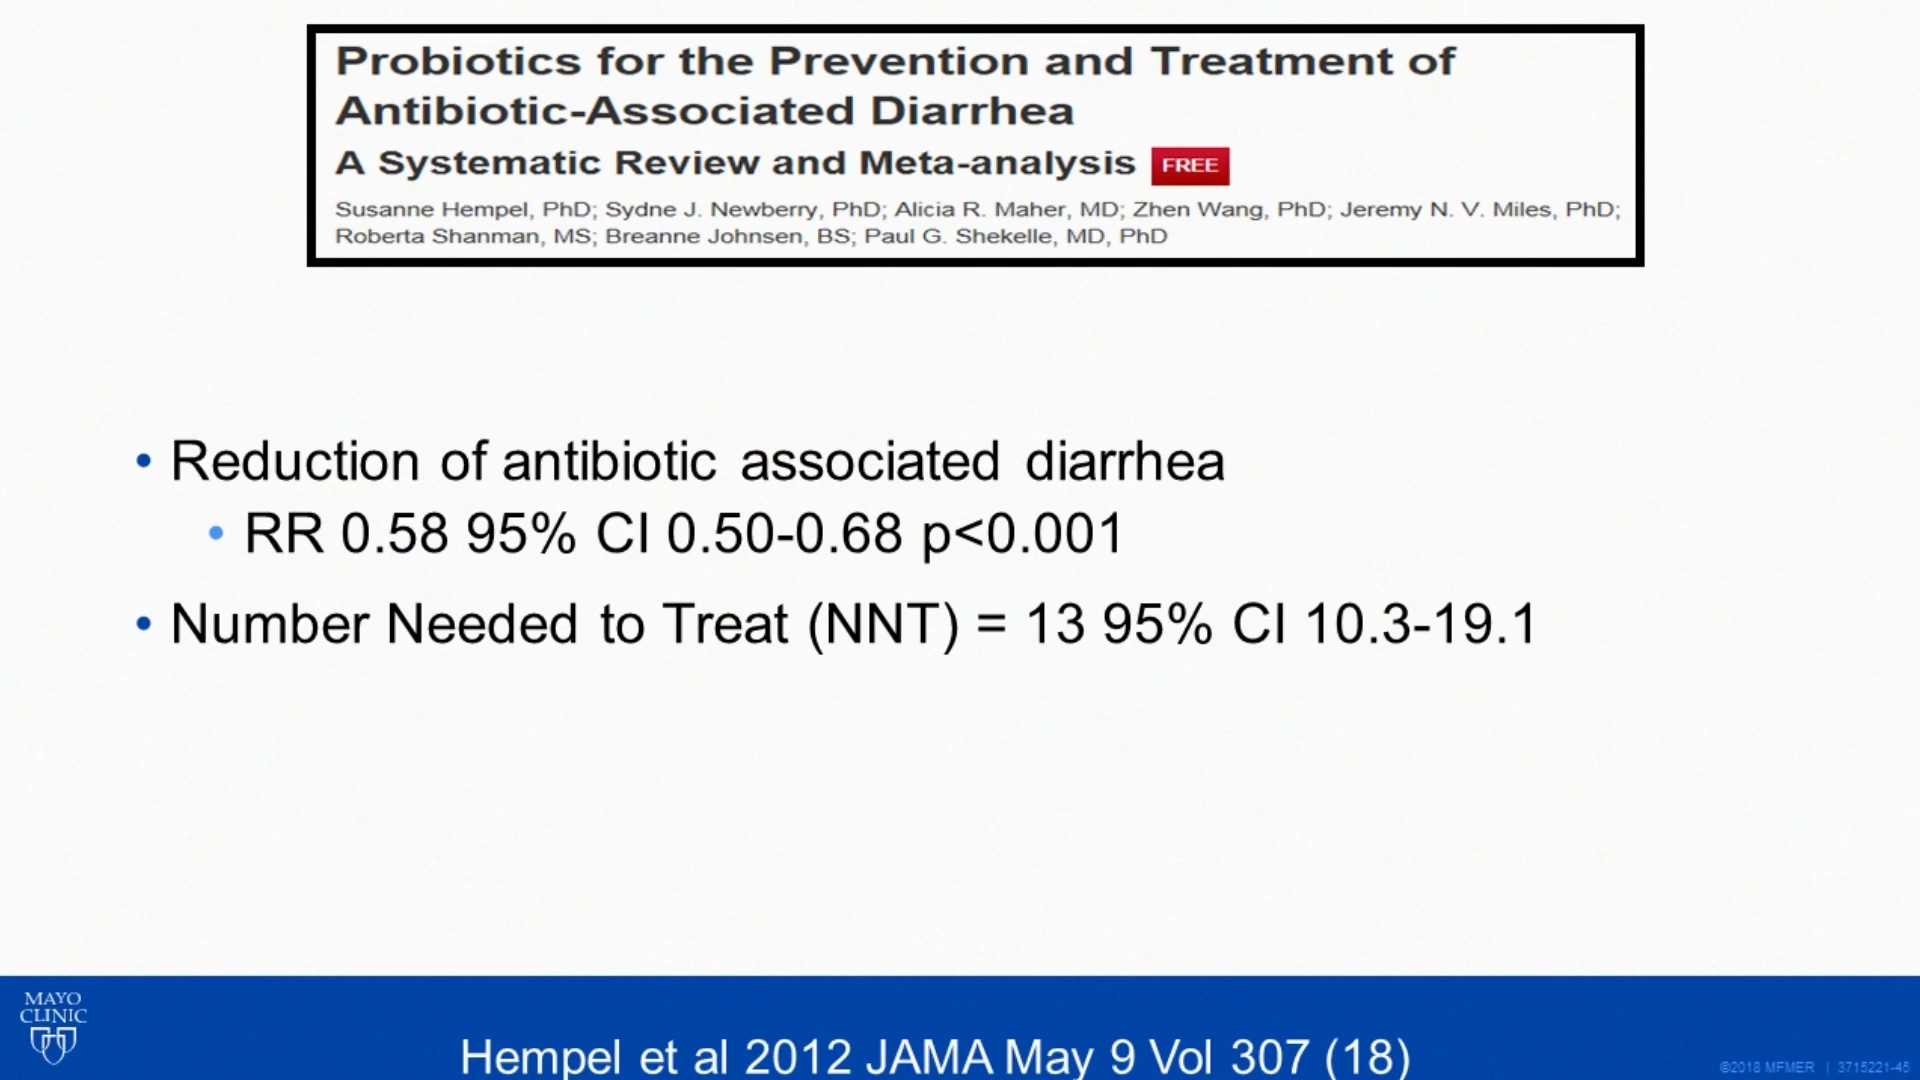 Probiotics for the Prevention and Treatment of
Antibiotic-Associated Diarrhea
A Systematic Review and Meta-analysis FREE
Susanne Hempel, PhD; Sydne J. Newberry, PhD; Alicia R. Maher, MD; Zhen Wang, PhD; Jeremy N. V. Miles, PhD;
Roberta Shanman, MS; Breanne Johnsen, BS; Paul G. Shekelle, MD, PhD
• Reduction of antibiotic associated diarrhea
• RR 0.58 95% CI 0.50-0.68 p<0.001
• Number Needed to Treat (NNT) = 13 95% CI 10.3-19.1
MAYO
CLINIC
Hempel et al 2012 JAMA May 9 Vol 307 (18)
©2018 MFMER | 3715221-45